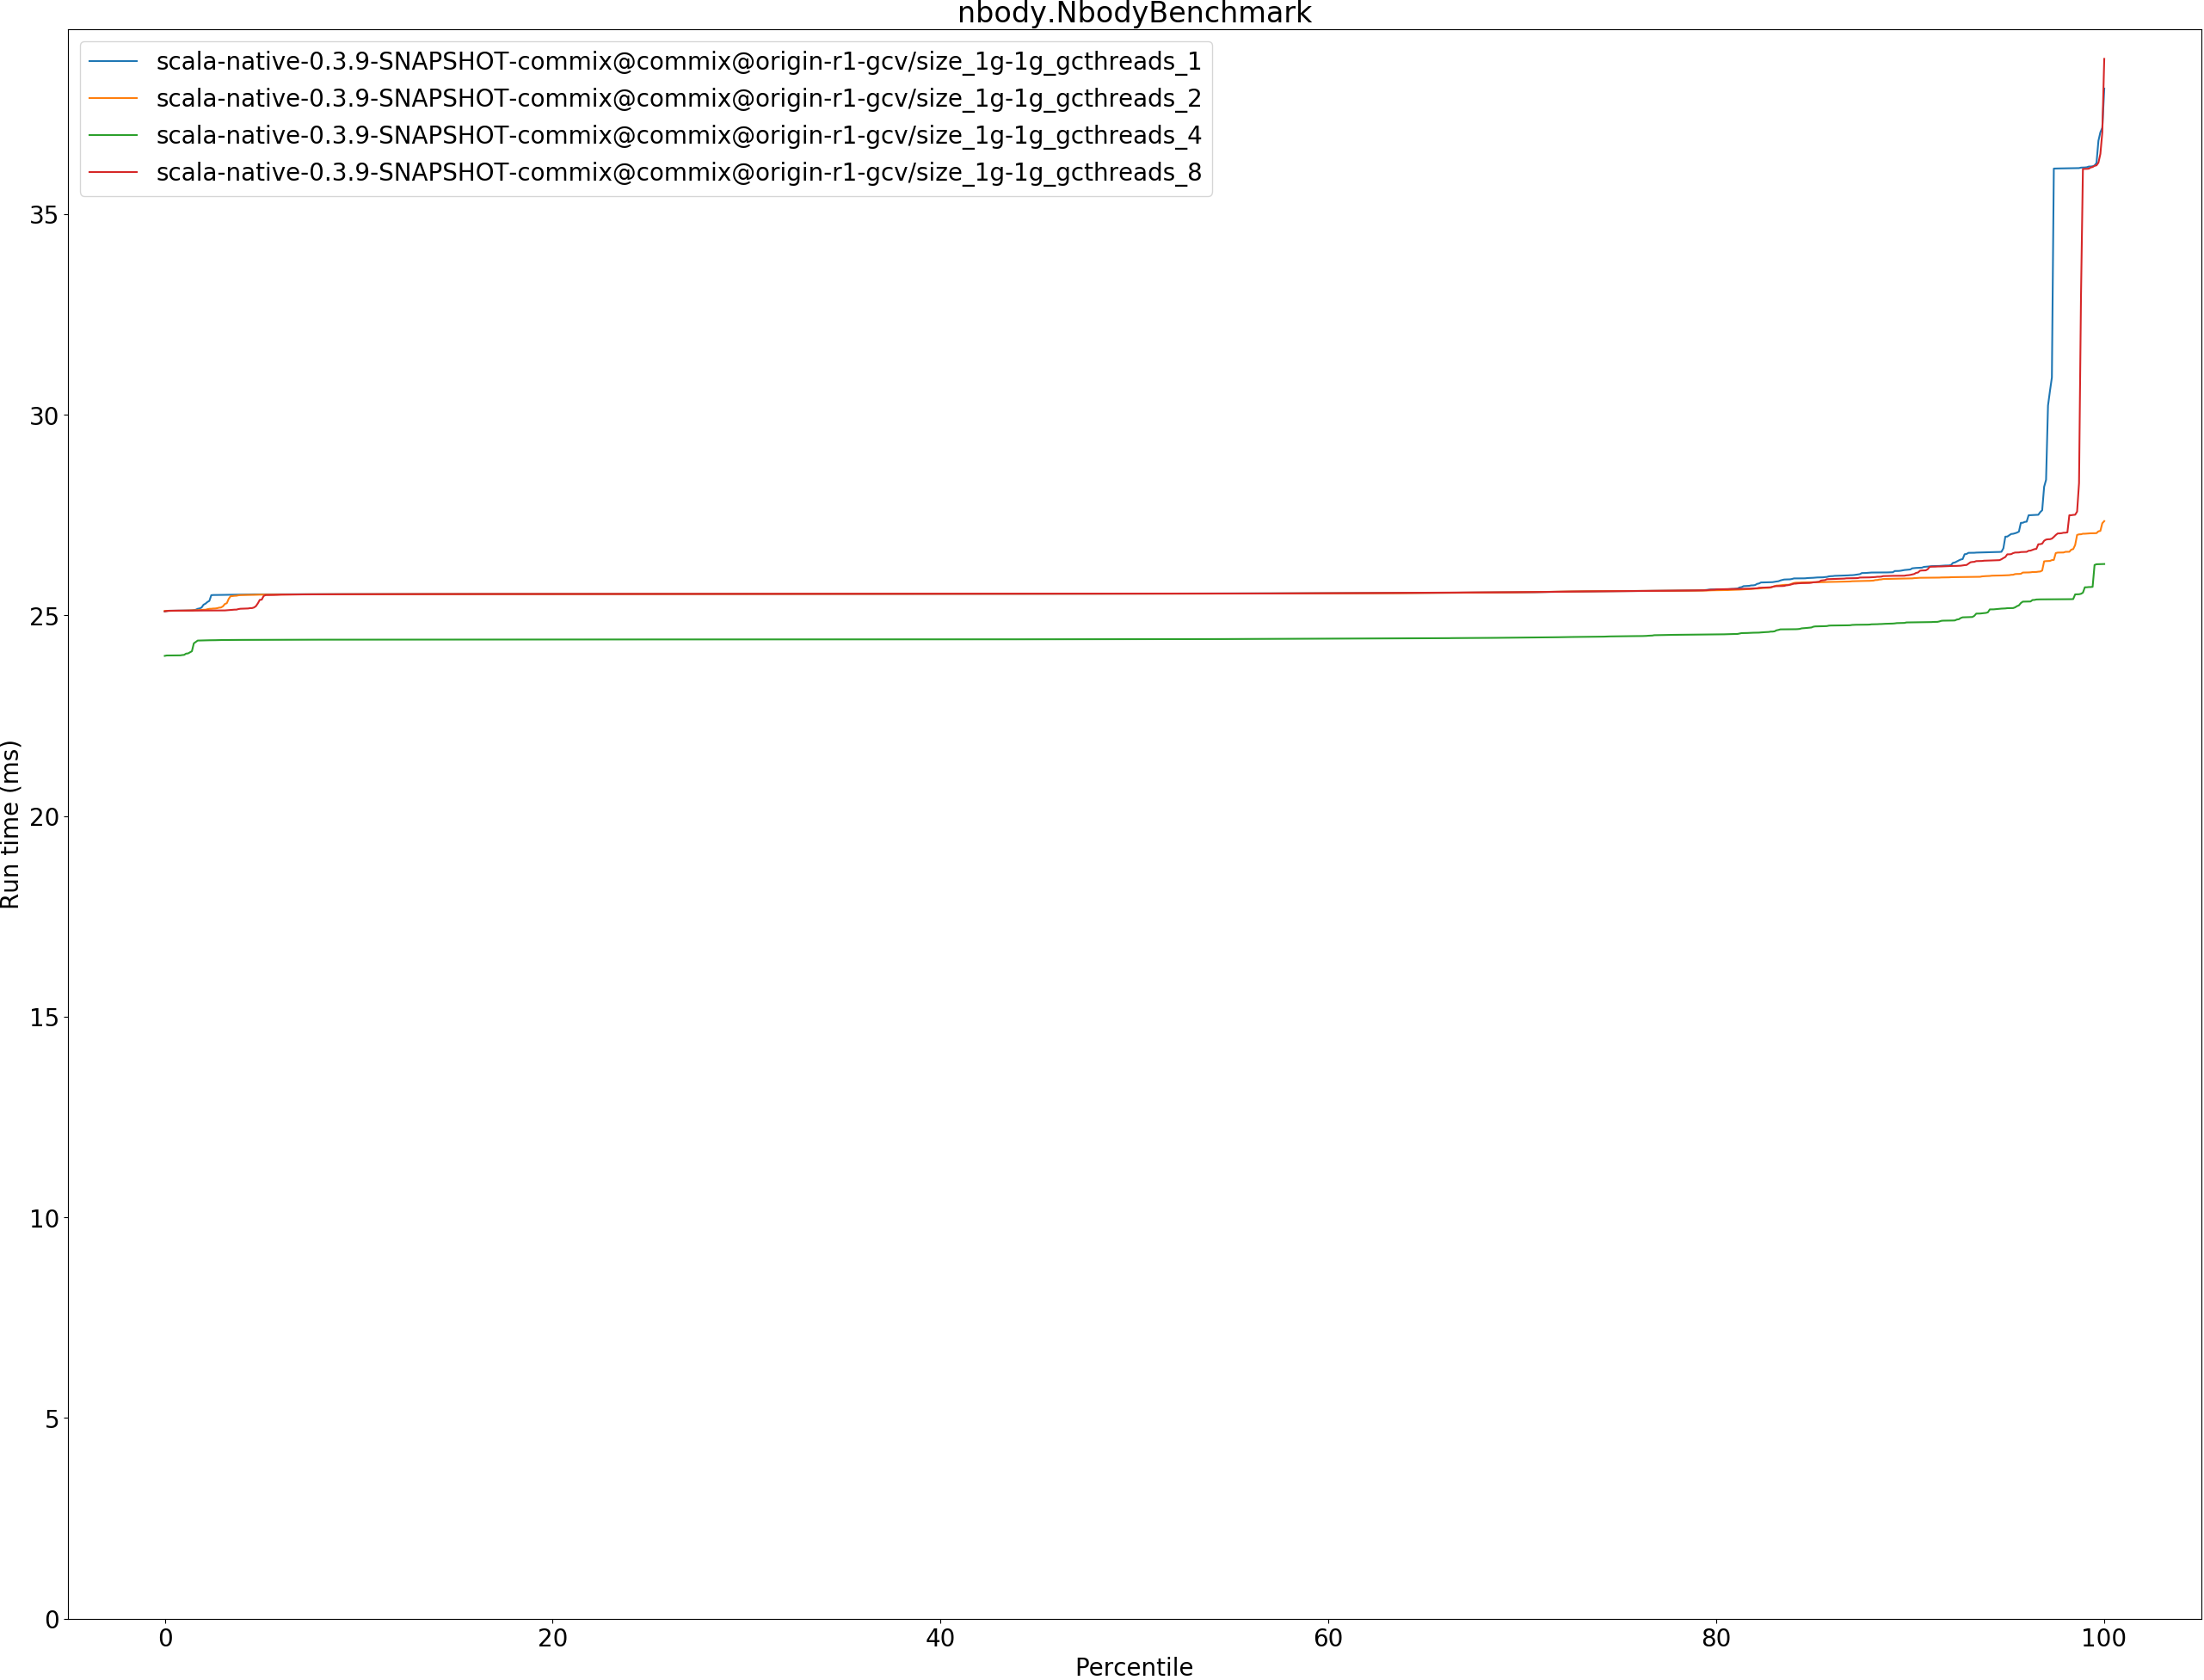 nbody.NbodyBenchmark
scala-native-0.3.9-SNAPSHOT-commix@commix@origin-r1-gcv/size_1g-1g_gcthreads_1
scala-native-0.3.9-SNAPSHOT-commix@commix@origin-r1-gcv/size_1g-1g_gcthreads_2
scala-native-0.3.9-SNAPSHOT-commix@commix@origin-r1-gcv/size_1g-1g_gcthreads_4
scala-native-0.3.9-SNAPSHOT-commix@commix@origin-r1-gcv/size_1g-1g_gcthreads_8
35
30
25
20
15
10
5
0
Run time (ms)
0 20 40 60 80 100
Percentile